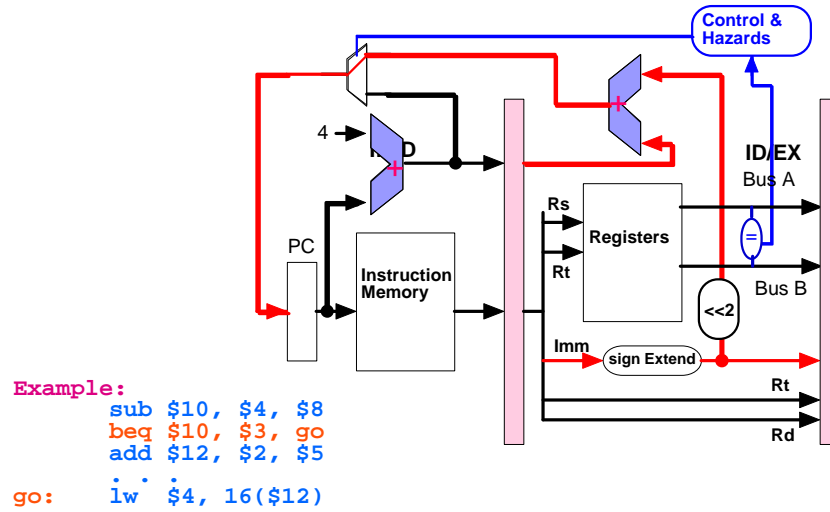 Control &
Hazards
4
+
+
ID/EX
Bus A
Rs
=
PC
Registers
Rt
Instruction
Memory
Bus B
<<2
Imm
sign Extend
Rt
Rd
Example:
sub $10, $4, $8
beq $10, $3, go
add $12, $2, $5
. . .
go: lw $4, 16($12)